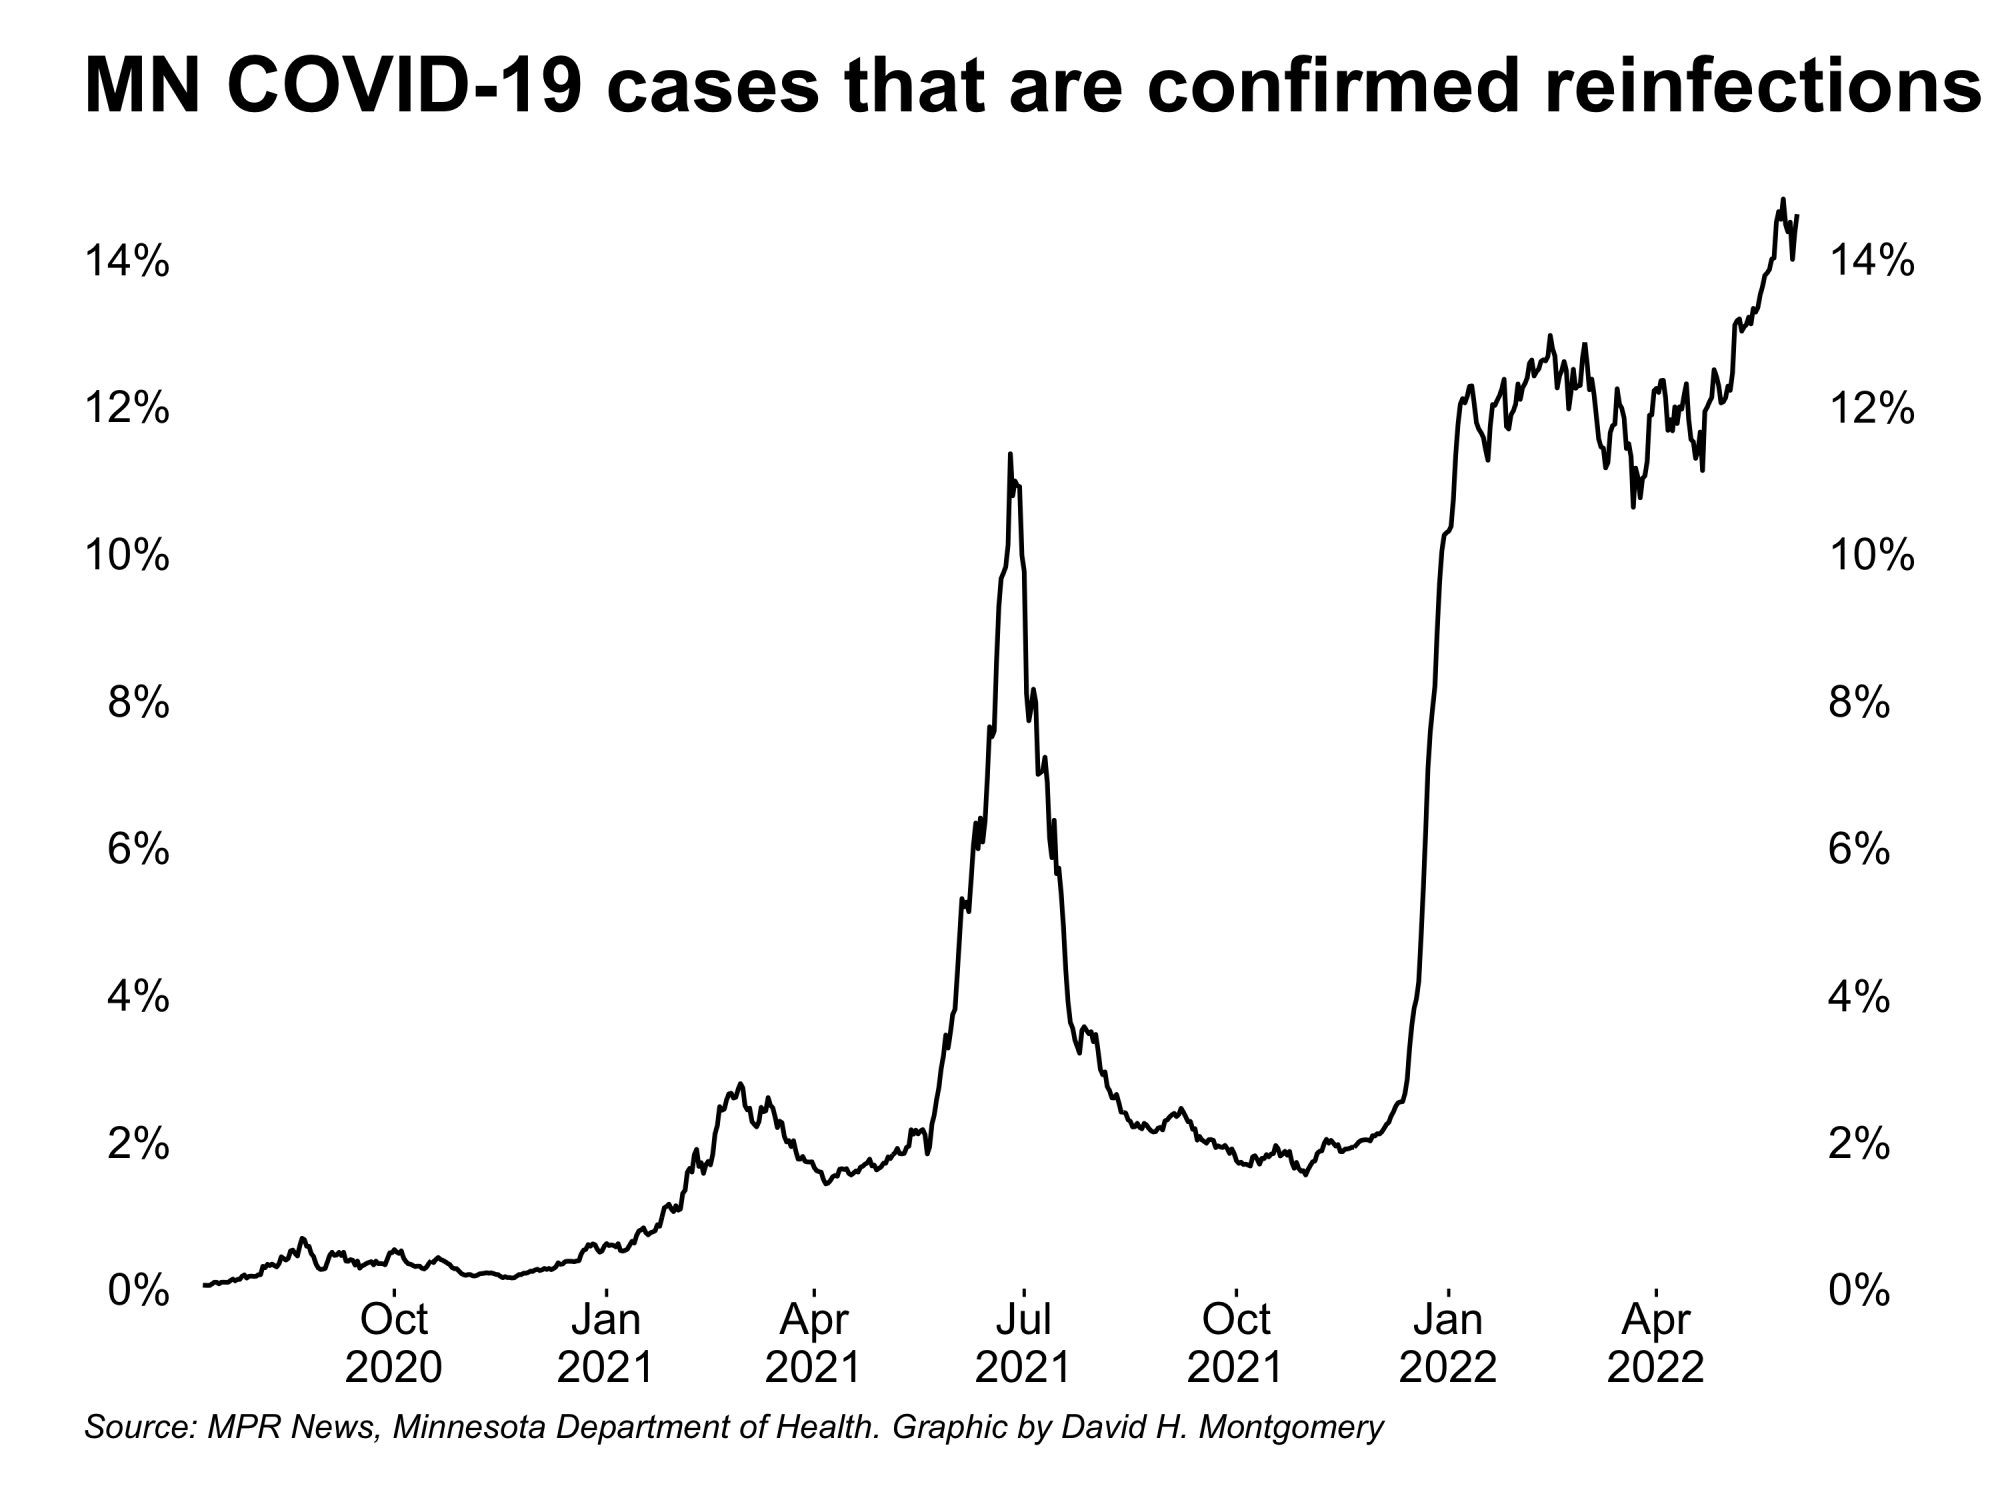 MN COVID-19 cases that are confirmed reinfections
14% 14%
12% 12%
10% 10%
8% 8%
6% 6%
4% 4%
2% 2%
0% 0%
Oct Jan Apr Jul Oct Jan Apr
2020 2021 2021 2021 2021 2022 2022
Source: MPR News, Minnesota Department of Health. Graphic by David H. Montgomery